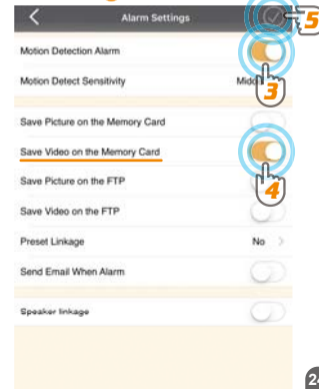 Alarm Settings
5
Motion Detection Alarm
Motion Detect Sensitivity
3
Save Picture on the Memory Card
Save Video on the Memory Card
Save Picture on the FTP
4
Save Video on the FTP
Preset Linkage No
Send Email When Alarm
Speaker linkage